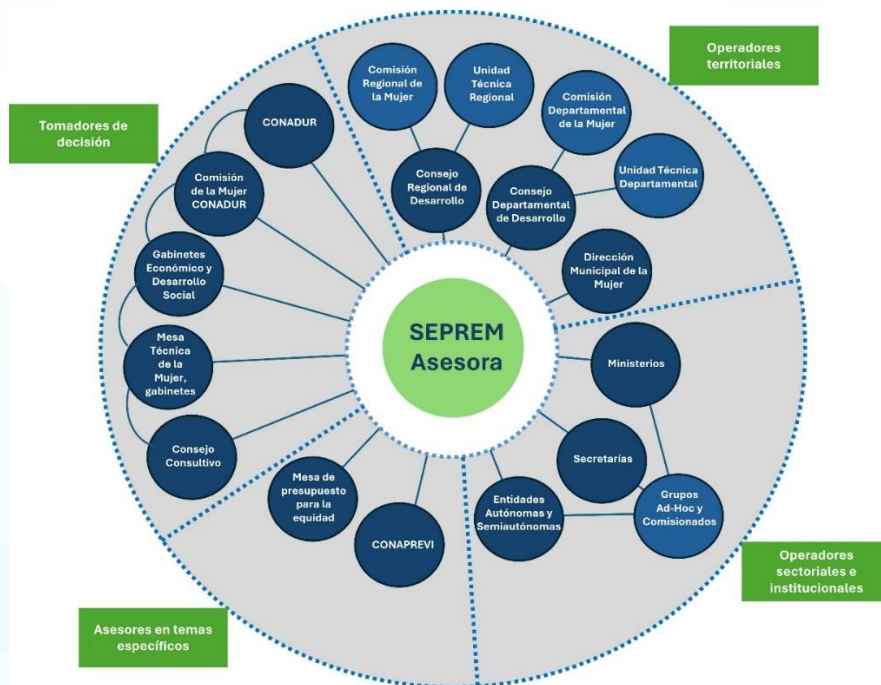 Operadores
territoriales
Tomadores de
decisión
Comisión
Regional de
la Mujer
Unidad
Técnica
Regional
Comisión
Departamental
de la Mujer
Unidad Técnica
Departamental
Consejo
Regional de
Desarrollo
Consejo
Departamental
de Desarrollo
Dirección
Municipal de la
Mujer
CONADUR
Comisión
de la Mujer
CONADUR
Gabinetes
Económico y
Desarrollo
Social
Mesa
Técnica
de la Mujer,
gabinetes
Consejo
Consultivo
SEPREM
Asesora
Ministerios
Secretarías
Entidades
Autónomas y
Semiautónomas
Grupos
Ad-Hoc y
Comisionados
Mesa de
presupuesto
para la
equidad
CONAPREVI
Operadores
sectoriales e
institucionales
Asesores en temas
específicos